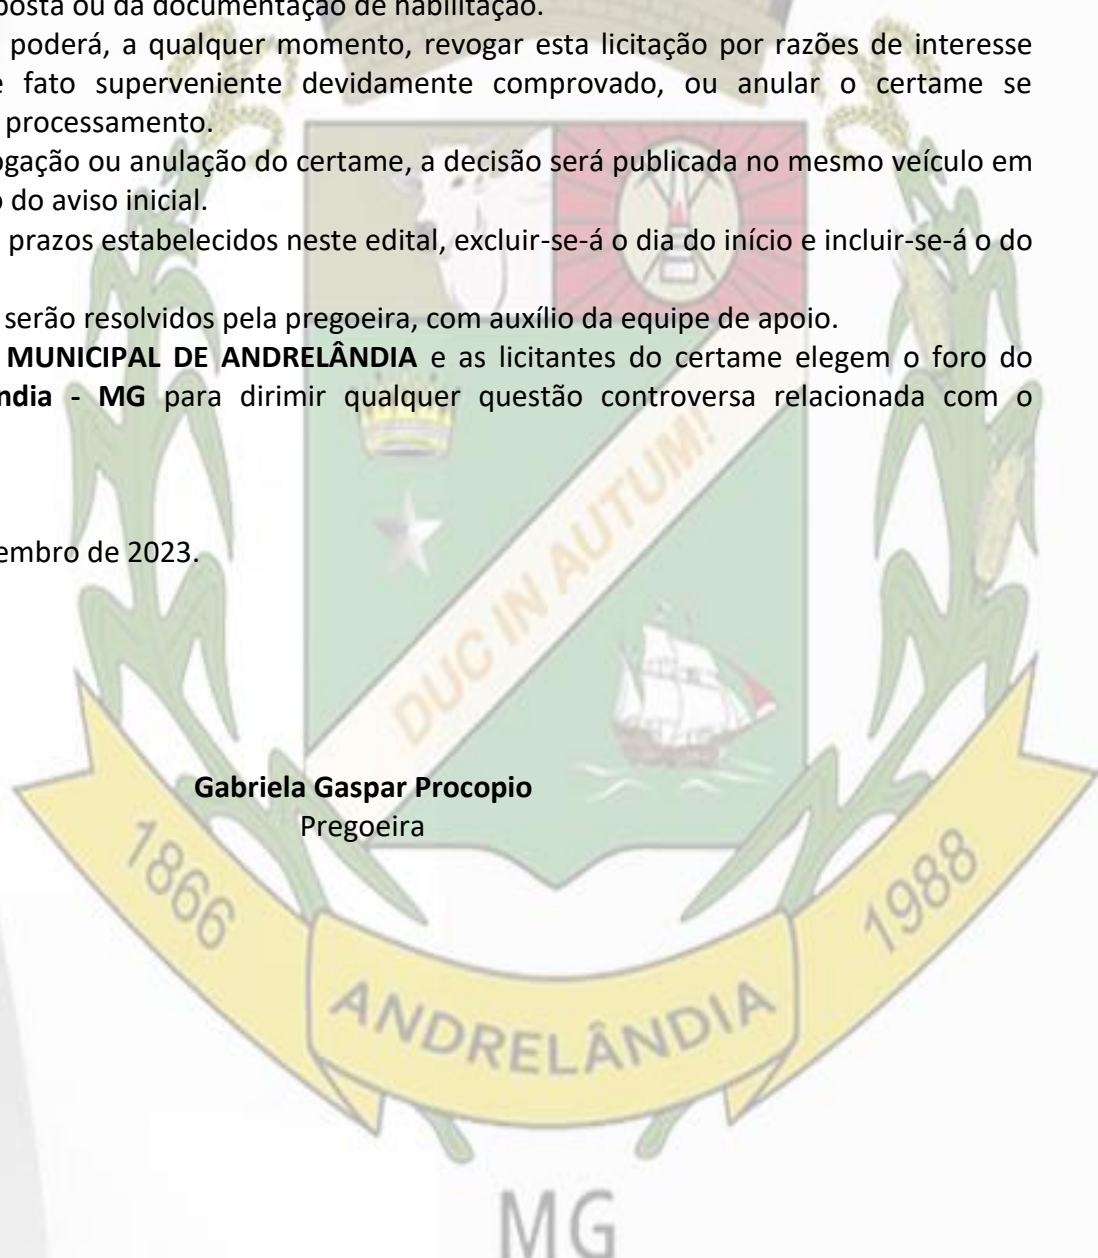 posta ou da documentação de habilitação.
poderá, a qualquer momento, revogar esta licitação por razões de interesse
e fato superveniente devidamente comprovado, ou anular o certame se
processamento.
ogação ou anulação do certame, a decisão será publicada no mesmo veículo em
o do aviso inicial.
prazos estabelecidos neste edital, excluir-se-á o dia do início e incluir-se-á o do
serão resolvidos pela pregoeira, com auxílio da equipe de apoio.
MUNICIPAL DE ANDRELÂNDIA e as licitantes do certame elegem o foro do
ndia - MG para dirimir qualquer questão controversa relacionada com o
DUC IN AUTUM!
embro de 2023.
Gabriela Gaspar Procopio
Pregoeira
1866
ANDRELÂNDIA
1988
MG